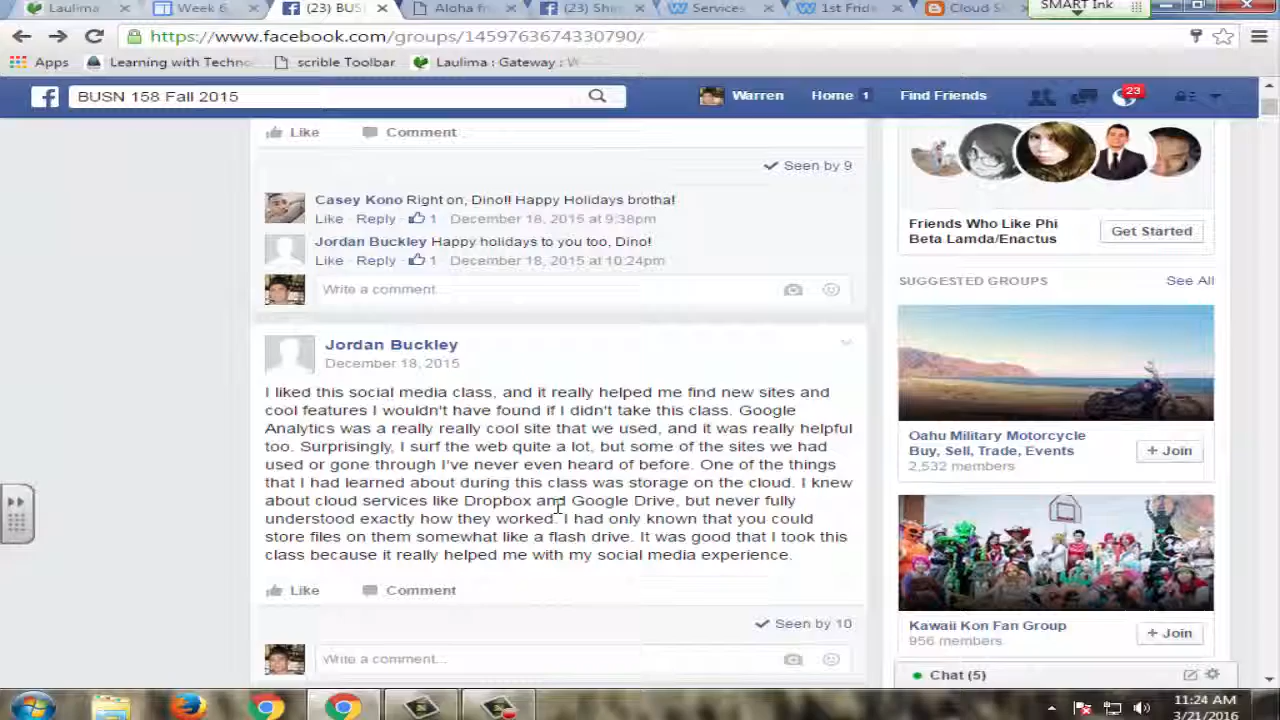 Laulima
Week 6
(23) BUS
Aloha fr
(23) Sh
Services
1st Frid
Cloud S
SMART Ink
https://www.facebook.com/groups/1459763674330790/
Apps
Learning with Techno
scrible Toolbar
Laulima : Gateway : W
BUSN 158 Fall 2015
Warren
Home 1
Find Friends
23
Like Comment
Seen by 9
Casey Kono Right on, Dino!! Happy Holidays brotha!
Like · Reply · 1 · December 18, 2015 at 9:38pm
Jordan Buckley Happy holidays to you too, Dino!
Like · Reply · 1 · December 18, 2015 at 10:24pm
Write a comment...
Jordan Buckley
December 18, 2015
I liked this social media class, and it really helped me find new sites and
cool features I wouldn't have found if I didn't take this class. Google
Analytics was a really really cool site that we used, and it was really helpful
too. Surprisingly, I surf the web quite a lot, but some of the sites we had
used or gone through I've never even heard of before. One of the things
that I had learned about during this class was storage on the cloud. I knew
about cloud services like Dropbox and Google Drive, but never fully
understood exactly how they worked. I had only known that you could
store files on them somewhat like a flash drive. It was good that I took this
class because it really helped me with my social media experience.
Like Comment
Seen by 10
Write a comment...
Friends Who Like Phi
Beta Lamda/Enactus
Get Started
SUGGESTED GROUPS See All
Oahu Military Motorcycle
Buy, Sell, Trade, Events
2,532 members
+ Join
Kawaii Kon Fan Group
956 members
+ Join
Chat (5)
11:24 AM
3/21/2016